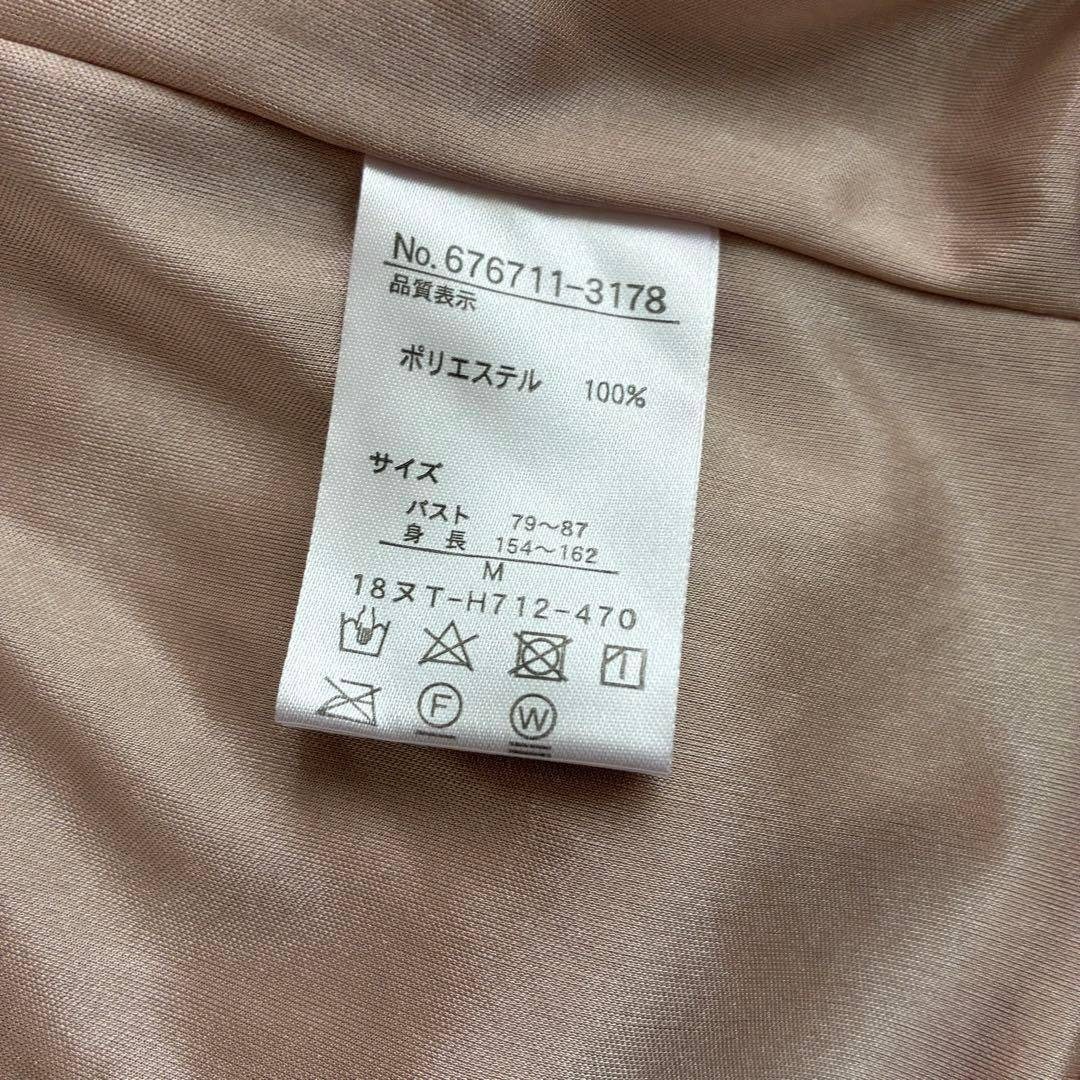 No.676711-3178
品質表示
ポリエステル 100%
サイズ
バスト 79～87
身長 154～162
M
18ヌT-H712-470
F W